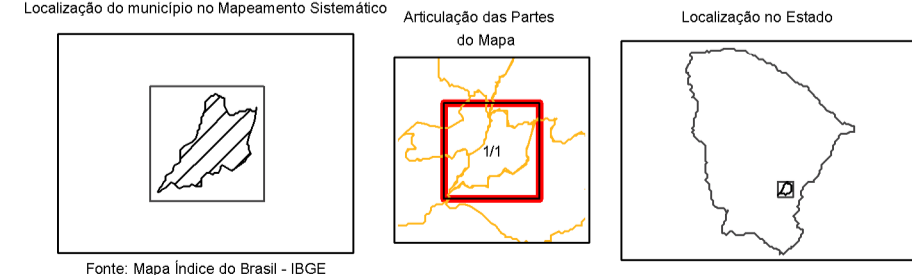 Localização do município no Mapeamento Sistemático
Fonte: Mapa Índice do Brasil - IBGE
Articulação das Partes
do Mapa
1/1
Localização no Estado